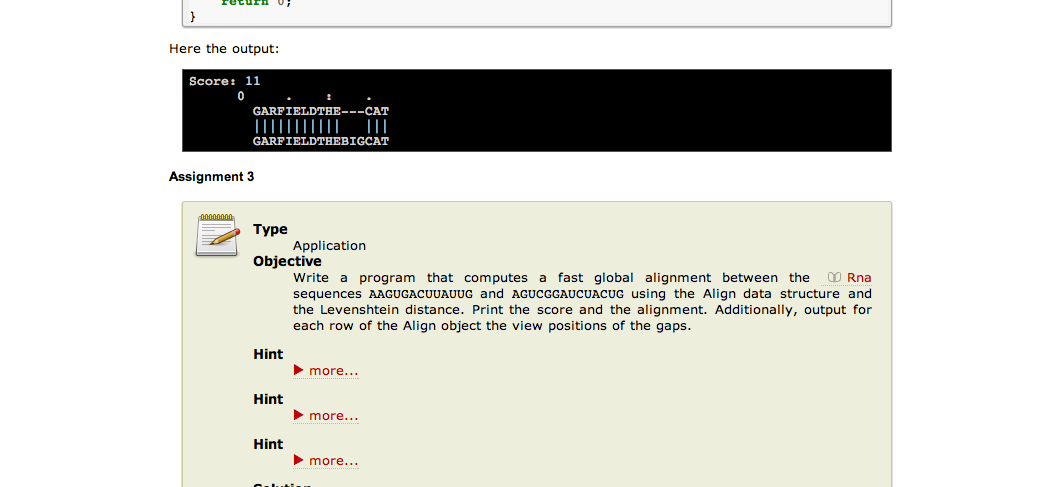 return 0;
}
Here the output:
Score: 11
0     .    :    .
GARFIELDTHE---CAT
|||||||||||   |||
GARFIELDTHEBIGCAT
Assignment 3
Type
Application
Objective
Write a program that computes a fast global alignment between the Rna
sequences AAGUGACUUAUUG and AGUCGGAUCUACUG using the Align data structure and
the Levenshtein distance. Print the score and the alignment. Additionally, output for
each row of the Align object the view positions of the gaps.
Hint
more...
Hint
more...
Hint
more...
Solution